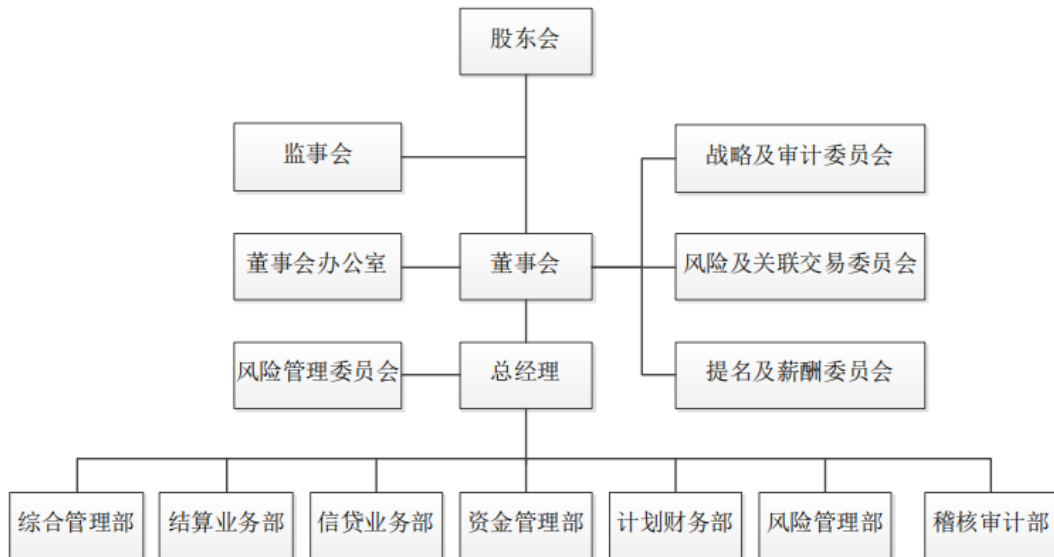 股东会
监事会
战略及审计委员会
董事会办公室
董事会
风险及关联交易委员会
风险管理委员会
总经理
提名及薪酬委员会
综合管理部
结算业务部
信贷业务部
资金管理部
计划财务部
风险管理部
稽核审计部